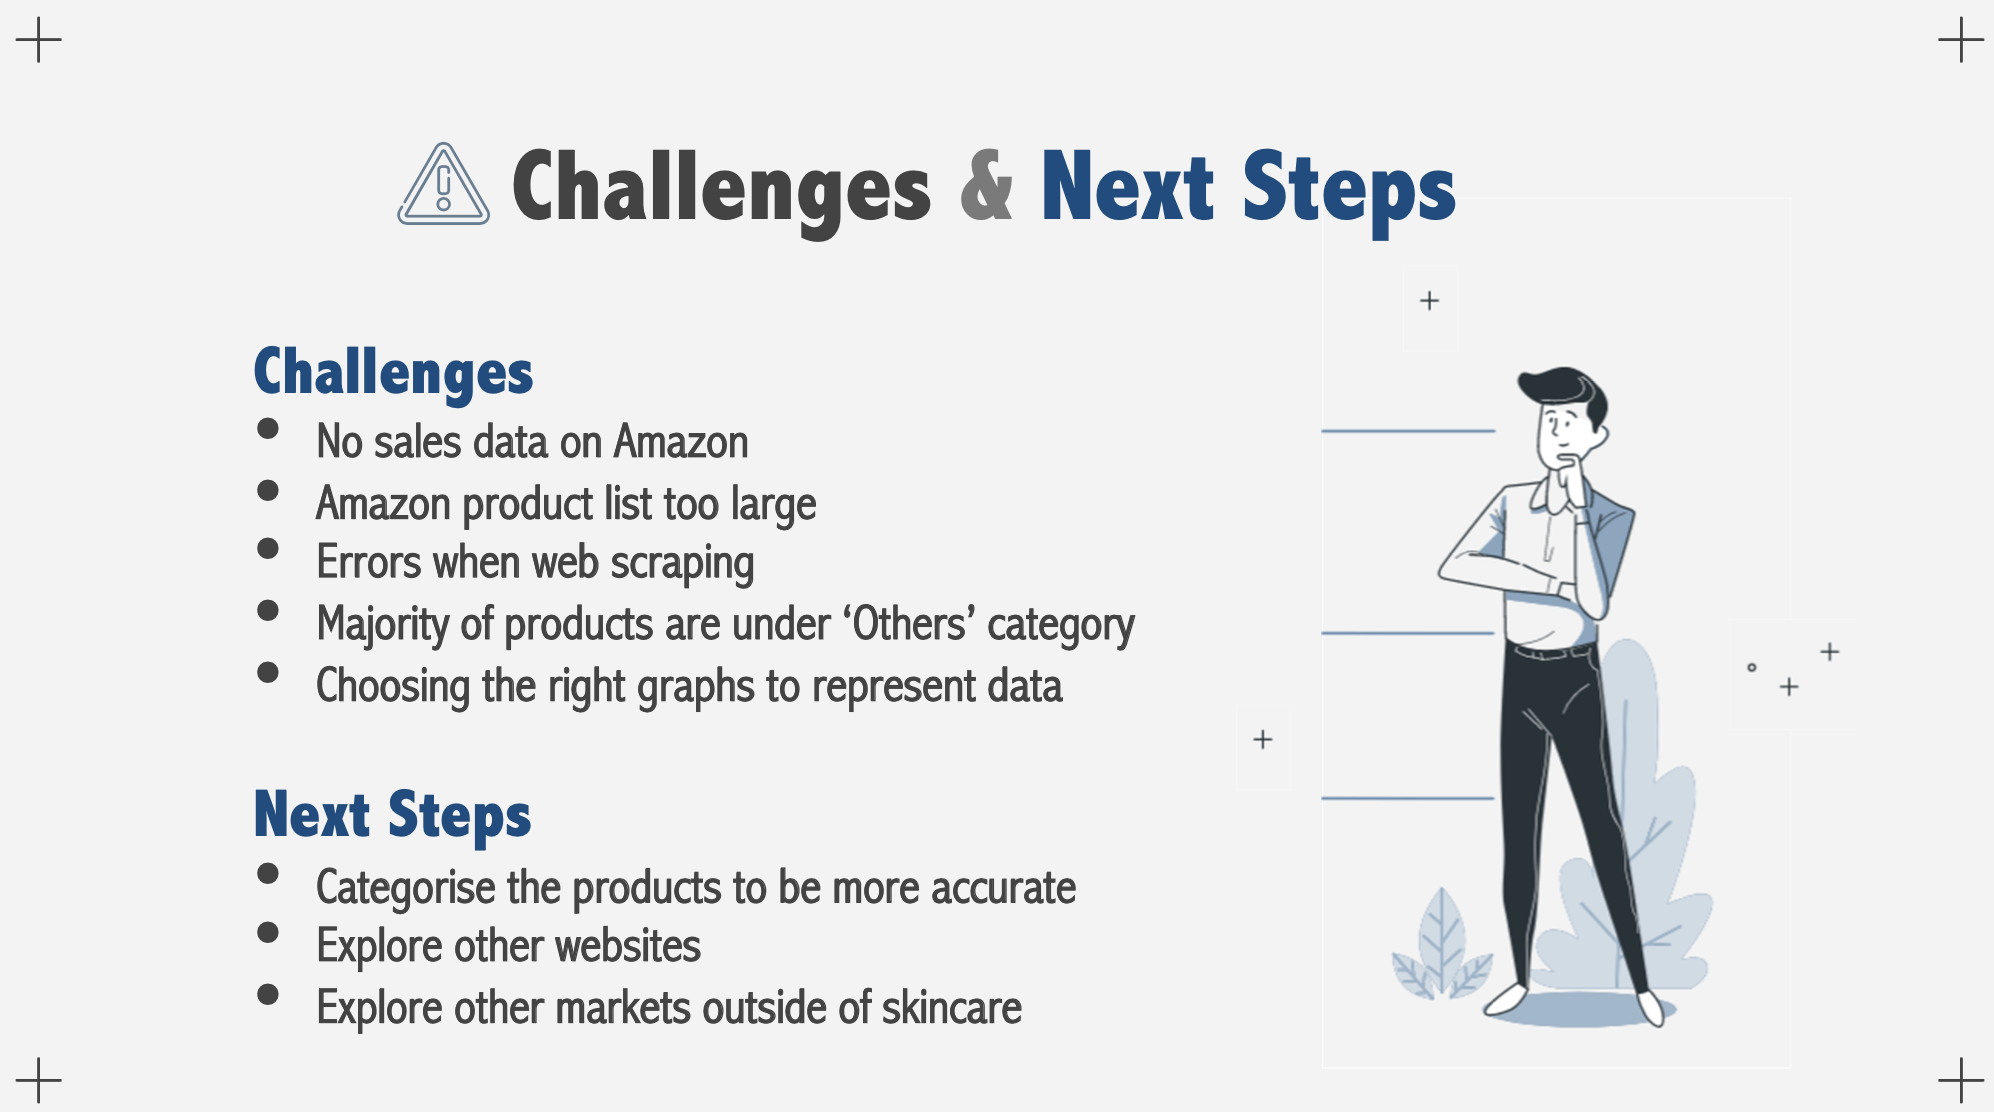 Challenges & Next Steps
Challenges
• No sales data on Amazon
• Amazon product list too large
• Errors when web scraping
• Majority of products are under ‘Others’ category
• Choosing the right graphs to represent data
Next Steps
• Categorise the products to be more accurate
• Explore other websites
• Explore other markets outside of skincare